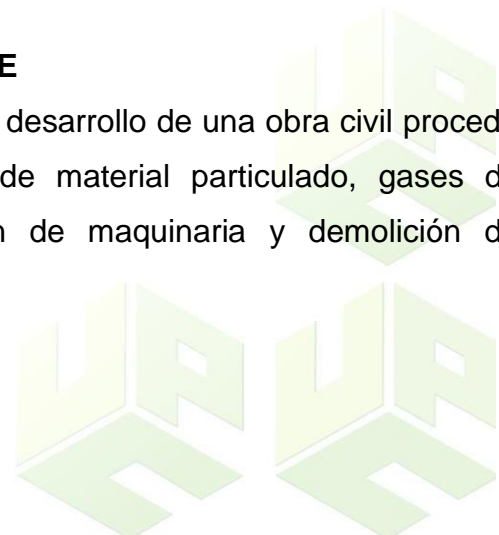 E
desarrollo de una obra civil proced
de material particulado, gases d
n de maquinaria y demolición d